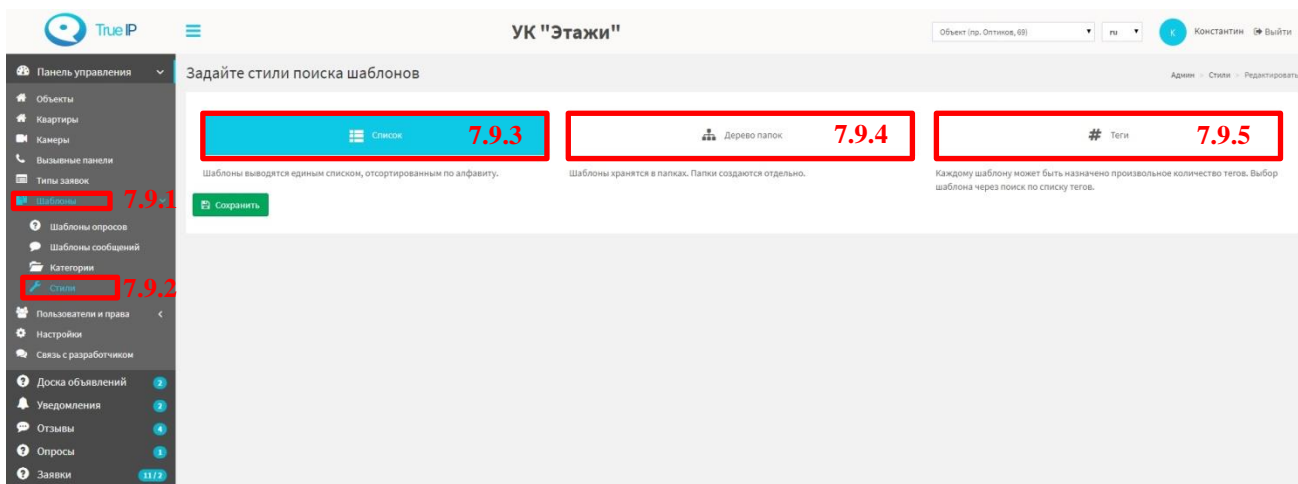 True IP
УК "Этажи"
Объект (пр. Оптиков, 69)
ru
К
Константин
Выйти
Панель управления
Задайте стили поиска шаблонов
Админ > Стили > Редактировать
Объекты
Квартиры
Камеры
Вызывные панели
Типы заявок
Шаблоны 7.9.1
Шаблоны опросов
Шаблоны сообщений
Категории
Стили 7.9.2
Пользователи и права
Настройки
Связь с разработчиком
Доска объявлений 2
Уведомления 2
Отзывы 4
Опросы 1
Заявки 11/2
Список 7.9.3
Шаблоны выводятся единым списком, отсортированным по алфавиту.
Дерево папок 7.9.4
Шаблоны хранятся в папках. Папки создаются отдельно.
# Теги 7.9.5
Каждому шаблону может быть назначено произвольное количество тегов. Выбор
шаблона через поиск по списку тегов.
Сохранить